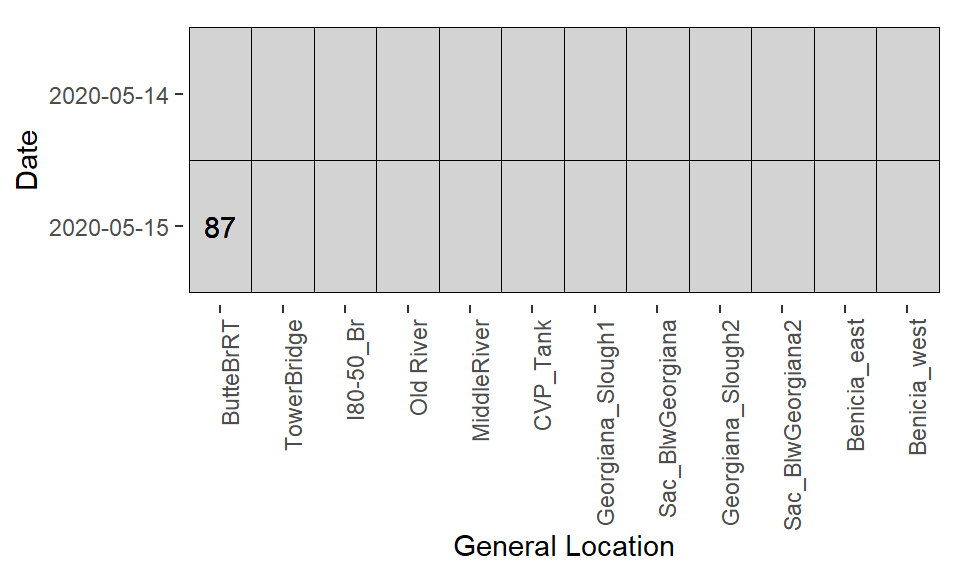 Date
2020-05-14
2020-05-15
87
ButteBrRT
TowerBridge
I80-50_Br
Old River
MiddleRiver
CVP_Tank
Georgiana_Slough1
Sac_BlwGeorgiana
Georgiana_Slough2
Sac_BlwGeorgiana2
Benicia_east
Benicia_west
General Location